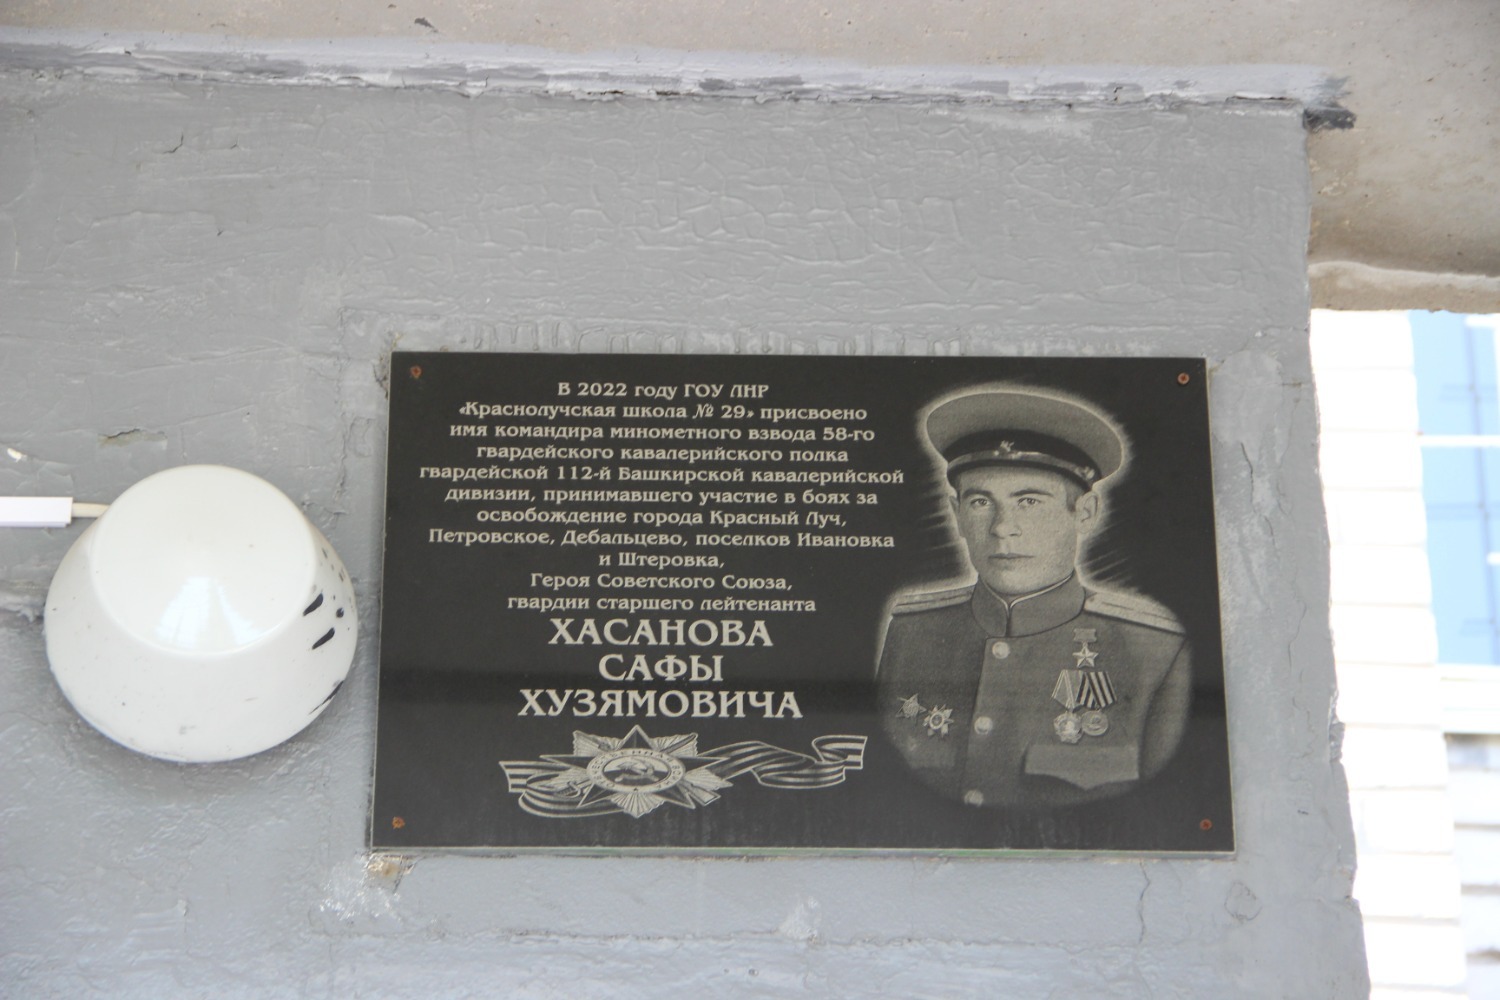 В 2022 году ГОУ ЛНР
«Краснолучская школа № 29» присвоено
имя командира минометного взвода 58-го
гвардейского кавалерийского полка
гвардейской 112-й Башкирской кавалерийской
дивизии, принимавшего участие в боях за
освобождение города Красный Луч,
Петровское, Дебальцево, поселков Ивановка
и Штеровка,
Героя Советского Союза,
гвардии старшего лейтенанта
ХАСАНОВА
САФЫ
ХУЗЯМОВИЧА